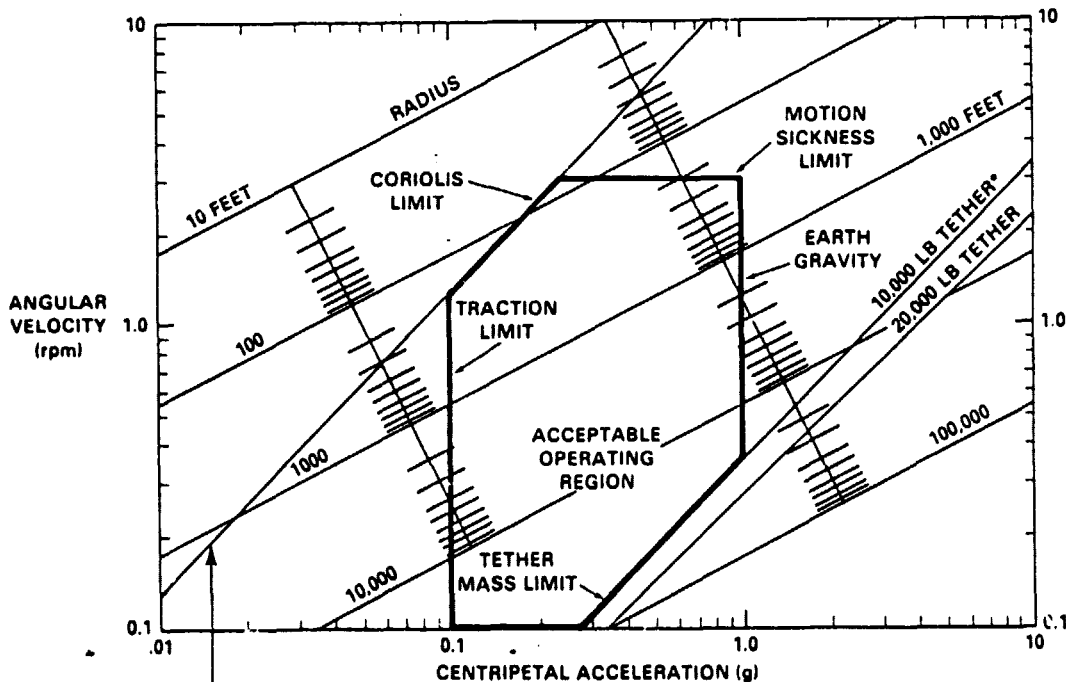 10
10
RADIUS
MOTION
SICKNESS
LIMIT
1,000 FEET
CORIOLIS
LIMIT
10 FEET
10,000 LB TETHER*
20,000 LB TETHER
EARTH
GRAVITY
ANGULAR
VELOCITY
(rpm)
1.0
TRACTION
LIMIT
1.0
100
ACCEPTABLE
OPERATING
REGION
1000
100,000
TETHER
MASS LIMIT
10,000
0.1
0.1
.01
0.1
1.0
10
CENTRIPETAL ACCELERATION (g)